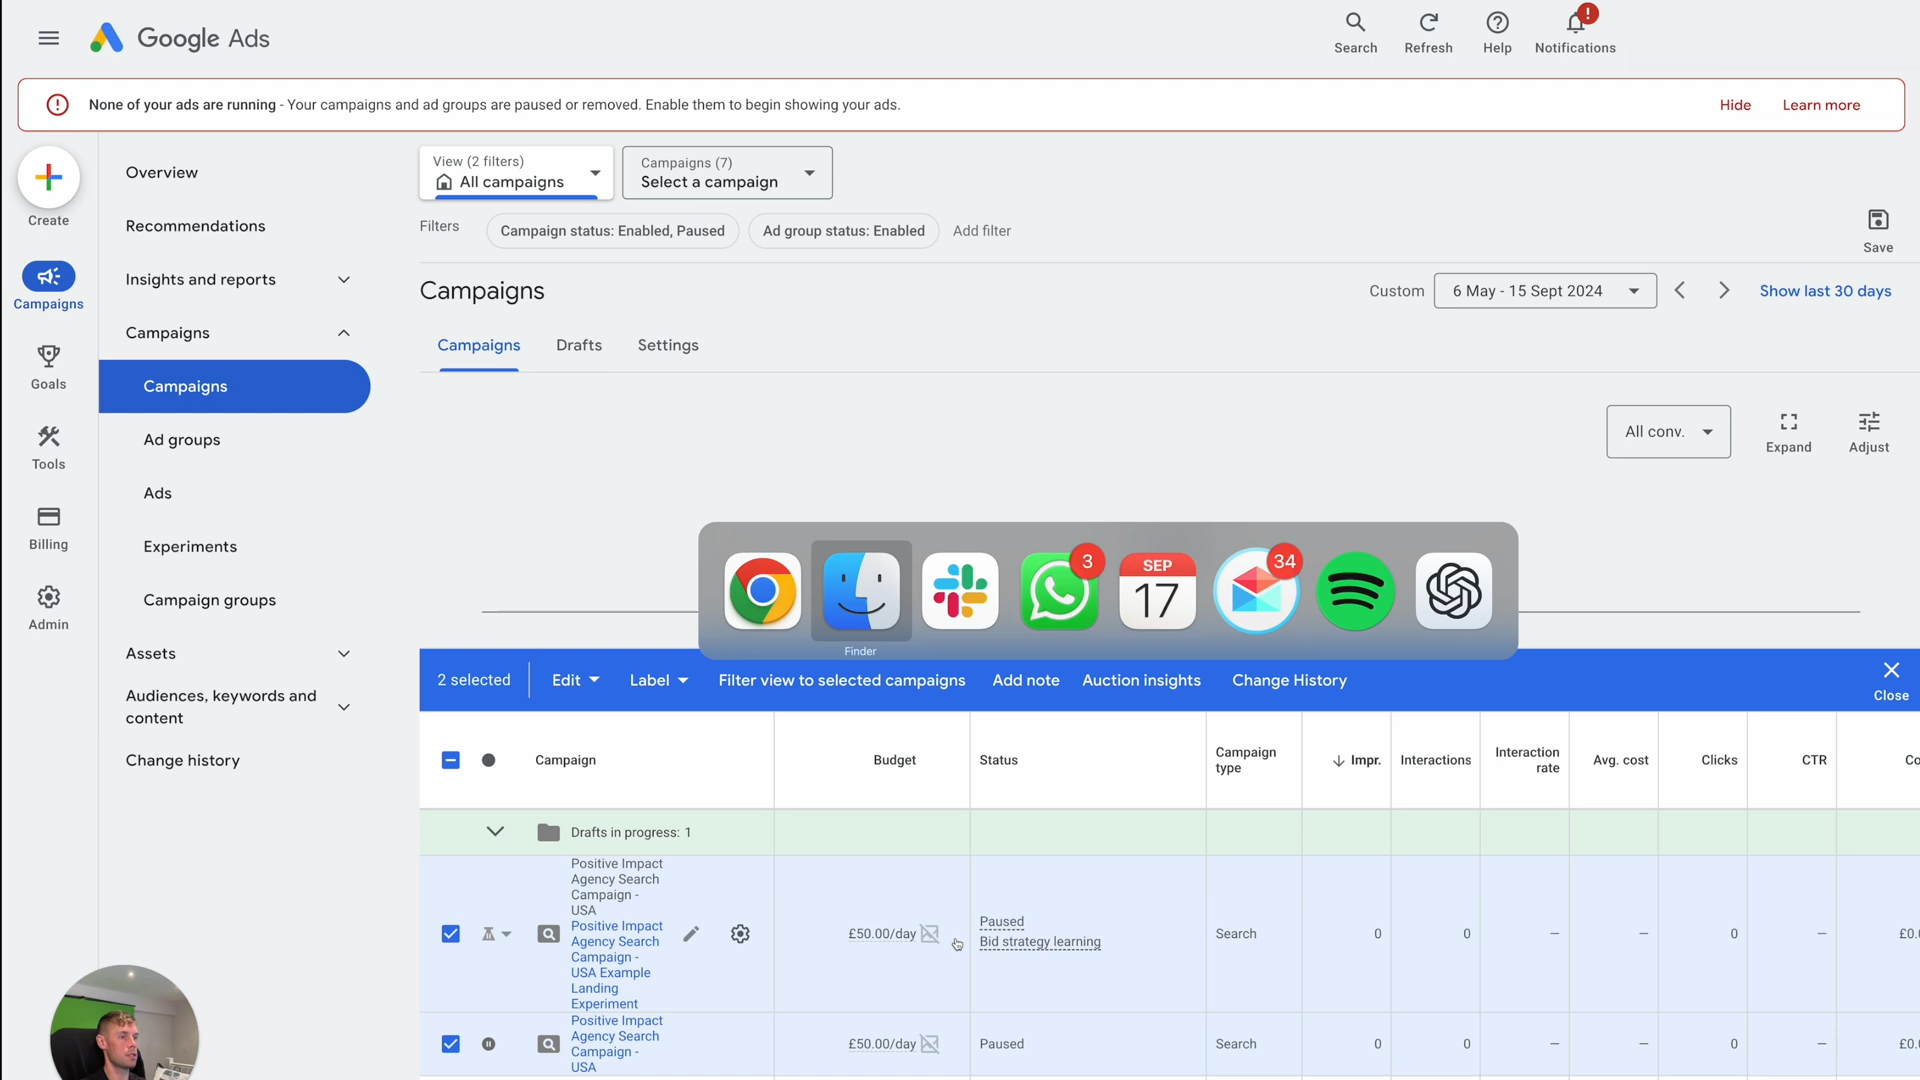 Google Ads
Search
Refresh
Help
!
Notifications
None of your ads are running - Your campaigns and ad groups are paused or removed. Enable them to begin showing your ads.
Hide
Learn more
Create
Campaigns
Goals
Tools
Billing
Admin
Overview
Recommendations
Insights and reports
Campaigns
Campaigns
Ad groups
Ads
Experiments
Campaign groups
Assets
Audiences, keywords and
content
Change history
View (2 filters)
All campaigns
Campaigns (7)
Select a campaign
Filters
Campaign status: Enabled, Paused
Ad group status: Enabled
Add filter
Save
Campaigns
Custom
6 May - 15 Sept 2024
Show last 30 days
Campaigns
Drafts
Settings
All conv.
Expand
Adjust
3
SEP
17
34
Finder
2 selected
Edit
Label
Filter view to selected campaigns
Add note
Auction insights
Change History
Close
Campaign
Budget
Status
Campaign
type
Impr.
Interactions
Interaction
rate
Avg. cost
Clicks
CTR
Co
Drafts in progress: 1
Positive Impact
Agency Search
Campaign -
USA
Positive Impact
Agency Search
Campaign -
USA Example
Landing
Experiment
£50.00/day
Paused
Bid strategy learning
Search
0
0
—
—
0
—
£0.0
Positive Impact
Agency Search
Campaign -
USA
£50.00/day
Paused
Search
0
0
—
—
0
—
£0.0